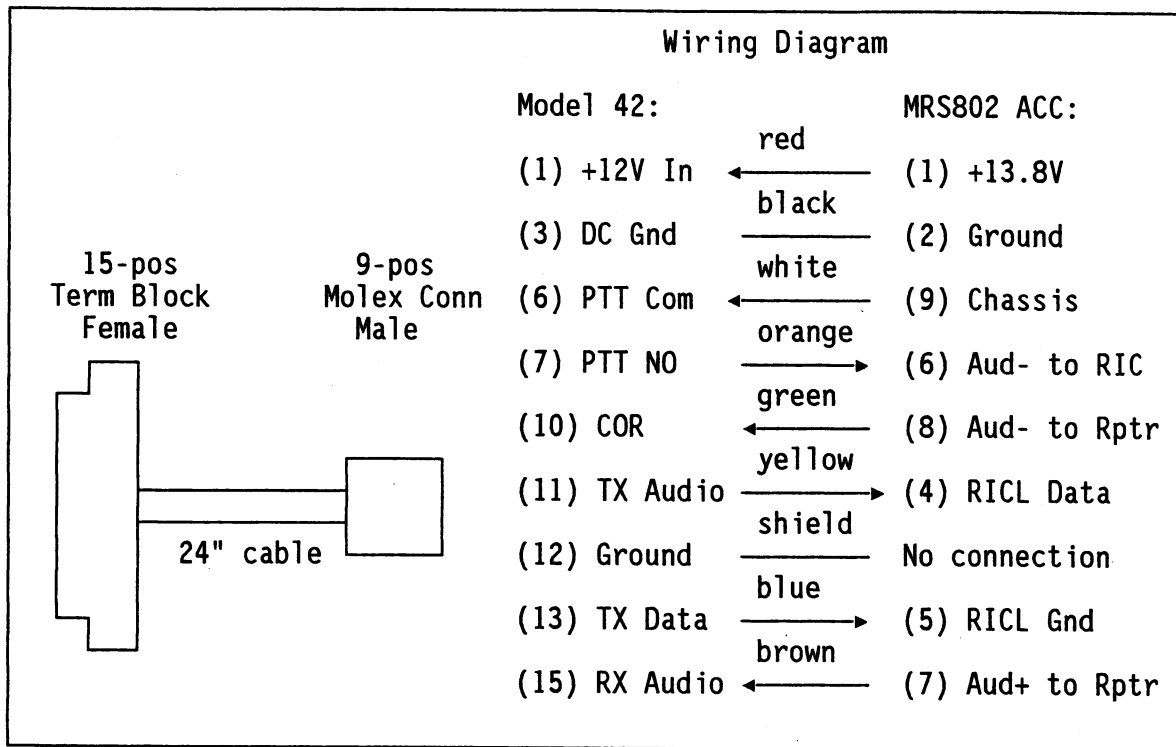 Wiring Diagram
Model 42: MRS802 ACC:
red
(1) +12V In (1) +13.8V
black
(3) DC Gnd (2) Ground
white
(6) PTT Com (9) Chassis
orange
(7) PTT NO (6) Aud- to RIC
green
(10) COR (8) Aud- to Rptr
yellow
(11) TX Audio (4) RICL Data
shield
(12) Ground No connection
blue
(13) TX Data (5) RICL Gnd
brown
(15) RX Audio (7) Aud+ to Rptr
15-pos
Term Block
Female
9-pos
Molex Conn
Male
24" cable